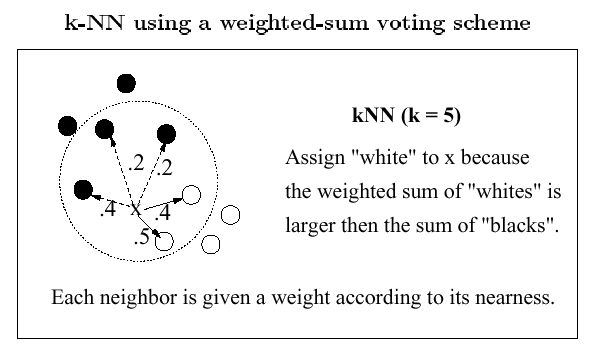 k-NN using a weighted-sum voting scheme
kNN (k = 5)
Assign "white" to x because
the weighted sum of "whites" is
larger then the sum of "blacks".
.2 .2
.4 x .4
.5
Each neighbor is given a weight according to its nearness.